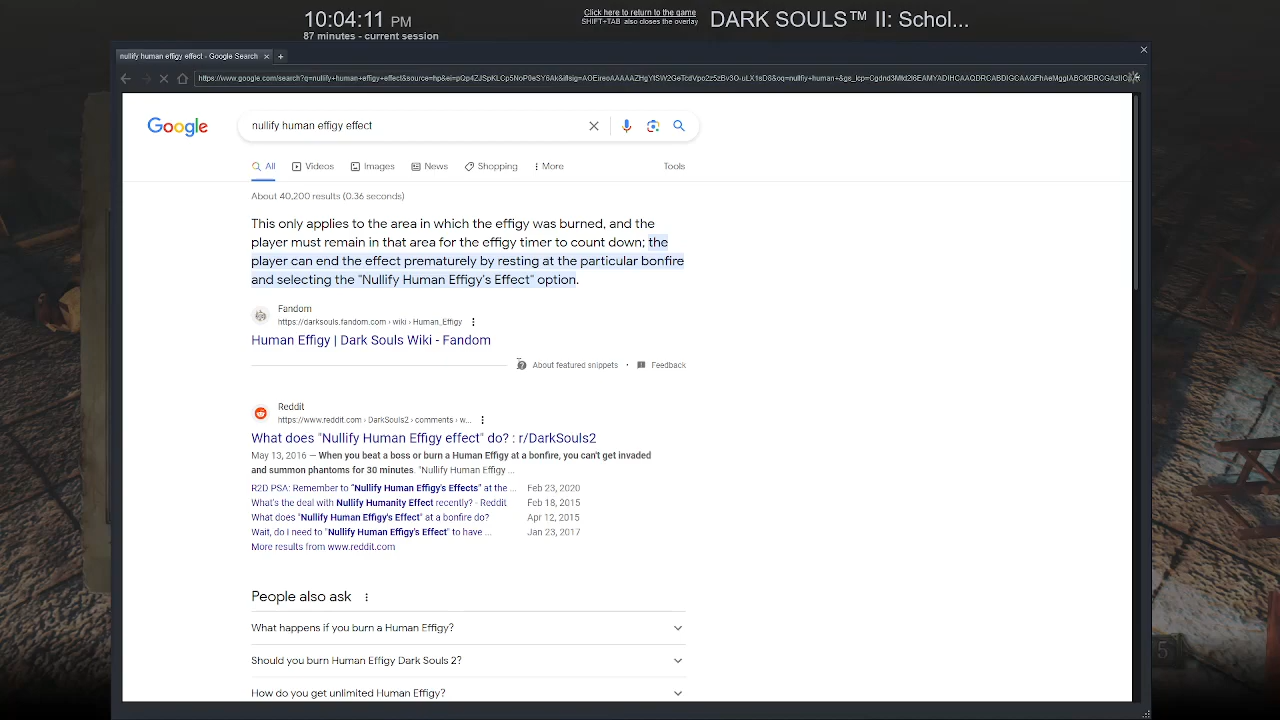 10:04:11 PM
87 minutes - current session
Click here to return to the game
SHIFT+TAB also closes the overlay
DARK SOULS™ II: Schol...
nullify human effigy effect - Google Search
Google
nullify human effigy effect
All
Videos
Images
News
Shopping
More
Tools
About 40,200 results (0.36 seconds)
This only applies to the area in which the effigy was burned, and the
player must remain in that area for the effigy timer to count down; the
player can end the effect prematurely by resting at the particular bonfire
and selecting the "Nullify Human Effigy's Effect" option.
Fandom
https://darksouls.fandom.com › wiki › Human_Effigy
Human Effigy | Dark Souls Wiki - Fandom
About featured snippets • Feedback
Reddit
https://www.reddit.com › DarkSouls2 › comments › w...
What does "Nullify Human Effigy effect" do? : r/DarkSouls2
May 13, 2016 — When you beat a boss or burn a Human Effigy at a bonfire, you can't get invaded
and summon phantoms for 30 minutes. "Nullify Human Effigy ...
R2D PSA: Remember to "Nullify Human Effigy's Effects" at the ... Feb 23, 2020
What's the deal with Nullify Humanity Effect recently? - Reddit Feb 18, 2015
What does "Nullify Human Effigy's Effect" at a bonfire do? Apr 12, 2015
Wait, do I need to "Nullify Human Effigy's Effect" to have ... Jan 23, 2017
More results from www.reddit.com
People also ask
What happens if you burn a Human Effigy?
Should you burn Human Effigy Dark Souls 2?
How do you get unlimited Human Effigy?
5